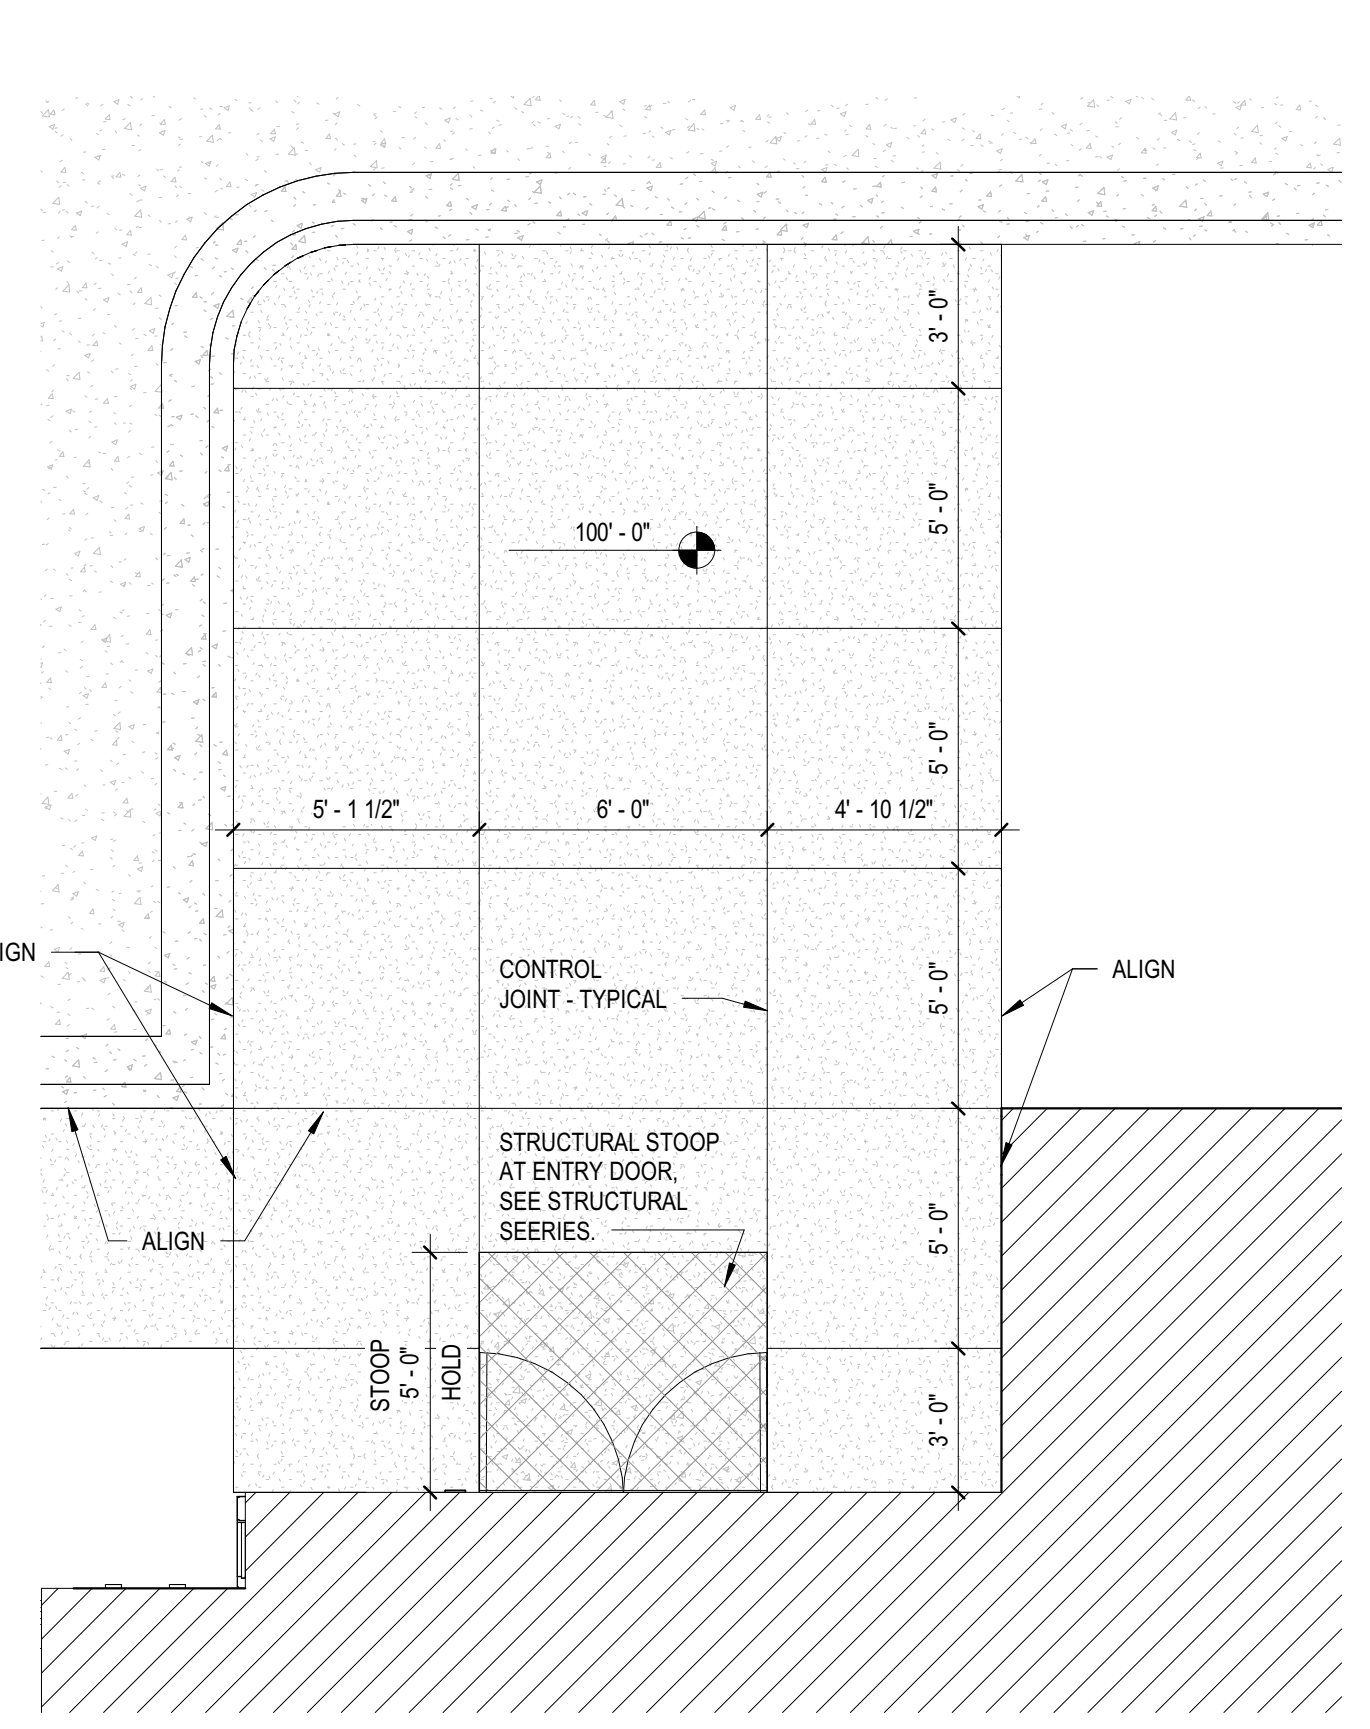 3' - 0"
5' - 0"
100' - 0"
5' - 0"
5' - 1 1/2"
6' - 0"
4' - 10 1/2"
IGN
CONTROL
JOINT - TYPICAL
5' - 0"
ALIGN
STRUCTURAL STOOP
AT ENTRY DOOR,
SEE STRUCTURAL
SEERIES.
ALIGN
5' - 0"
STOOP
5' - 0"
HOLD
3' - 0"